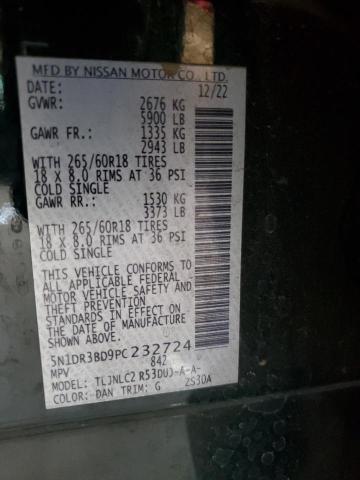 MFD BY NISSAN MOTOR CO., LTD.
DATE: 12/22
GVWR: 2676 KG
5900 LB
GAWR FR.: 1335 KG
2943 LB
WITH 265/60R18 TIRES
18 X 8.0 RIMS AT 36 PSI
COLD SINGLE
GAWR RR.: 1530 KG
3373 LB
WITH 265/60R18 TIRES
18 X 8.0 RIMS AT 36 PSI
COLD SINGLE
THIS VEHICLE CONFORMS TO
ALL APPLICABLE FEDERAL
MOTOR VEHICLE SAFETY AND
THEFT PREVENTION
STANDARDS IN EFFECT ON
THE DATE OF MANUFACTURE
SHOWN ABOVE.
5N1DR3BD9PC232724
MPV 842
MODEL: TLJNLC2 R53DUJ-A-A-
COLOR: DAN TRIM: G 2S30A